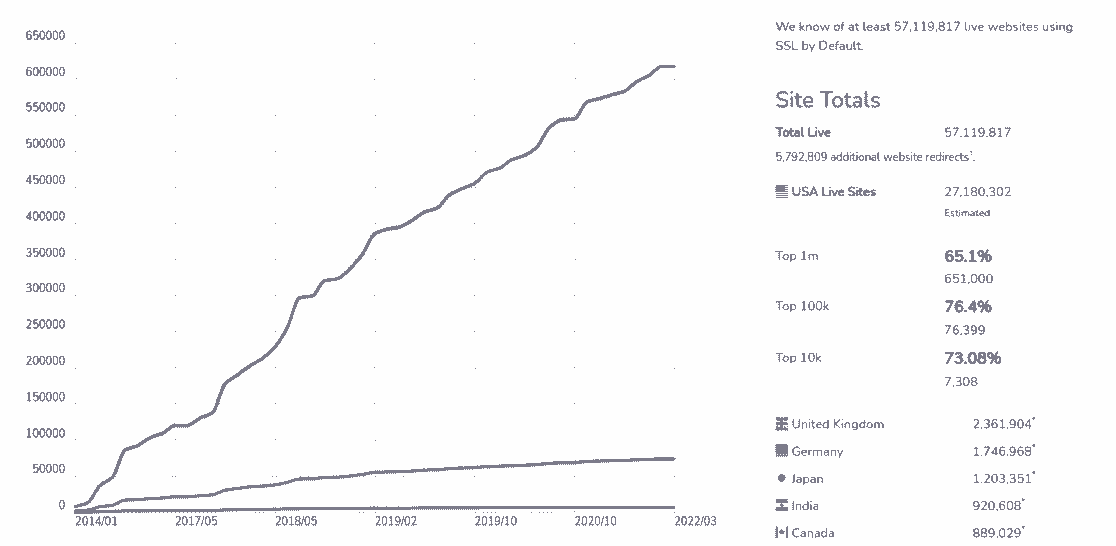 650000
600000
550000
500000
450000
400000
350000
300000
250000
200000
150000
100000
50000
0
2014/01 2017/05 2018/05 2019/02 2019/10 2020/10 2022/03
We know of at least 57,119,817 live websites using
SSL by Default.
Site Totals
Total Live 57,119,817
5,792,809 additional website redirects¹.
USA Live Sites 27,180,302
Estimated
Top 1m 65.1%
651,000
Top 100k 76.4%
76,399
Top 10k 73.08%
7,308
United Kingdom 2,361,904*
Germany 1,746,968*
Japan 1,203,351*
India 920,608*
Canada 889,029*